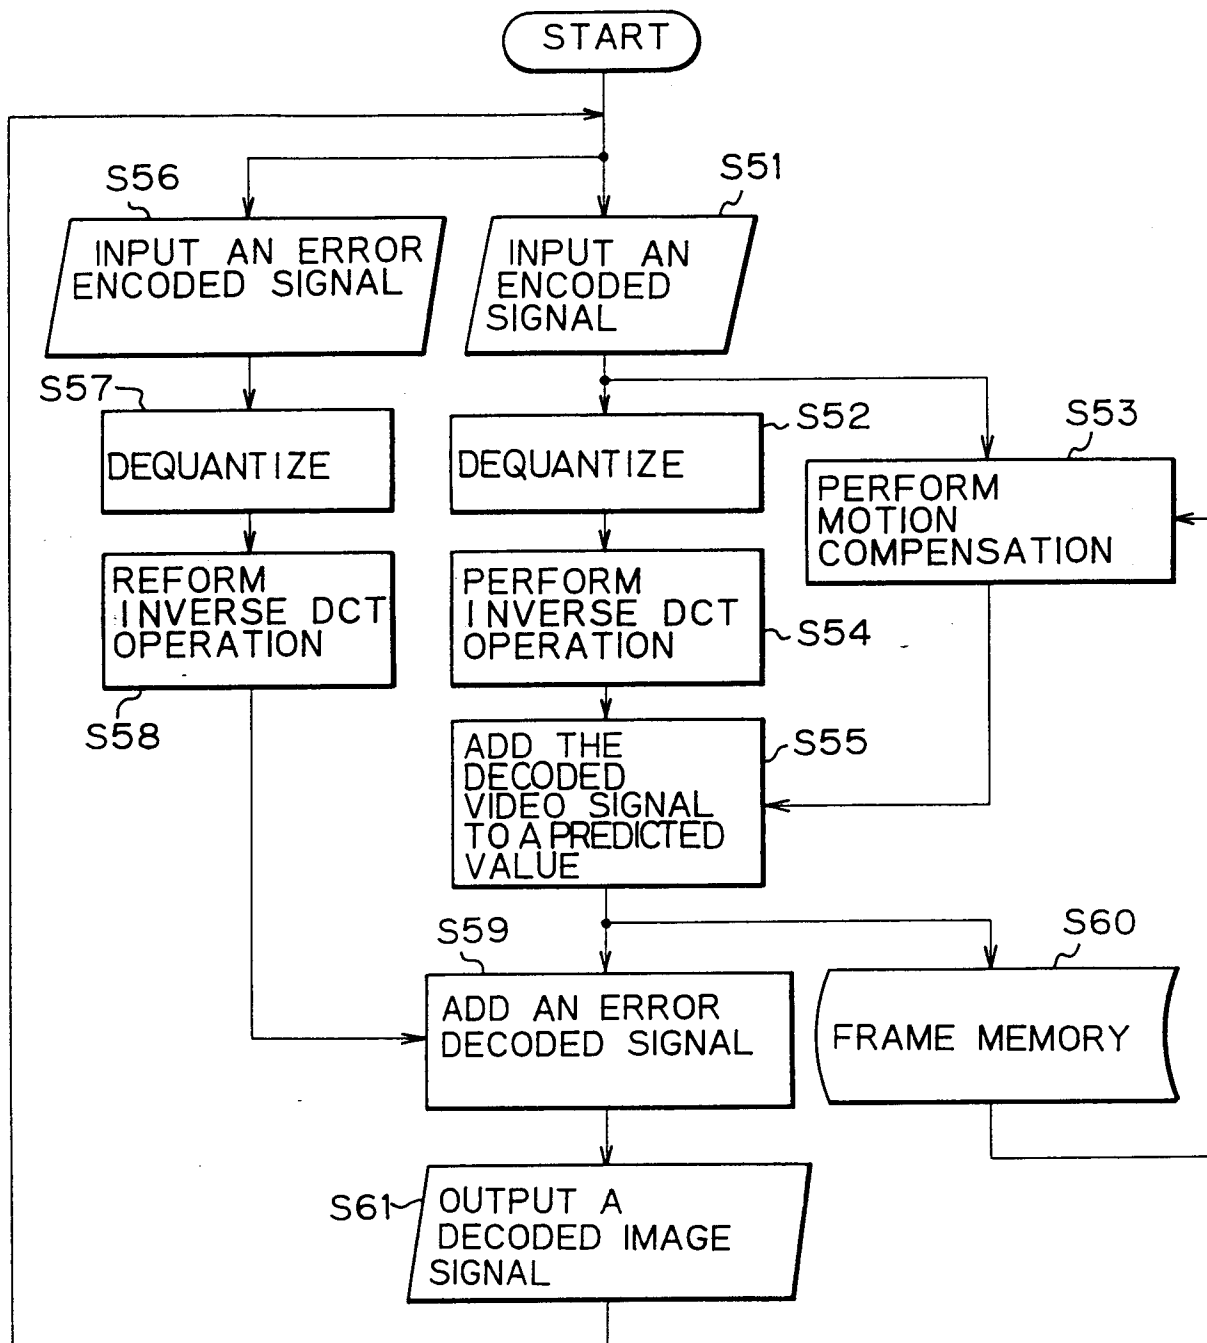 START
S56
S51
INPUT AN ERROR
ENCODED SIGNAL
INPUT AN
ENCODED
SIGNAL
S57
S52
S53
DEQUANTIZE
DEQUANTIZE
PERFORM
MOTION
COMPENSATION
REFORM
INVERSE DCT
OPERATION
PERFORM
INVERSE DCT
OPERATION
S54
S58
S55
ADD THE
DECODED
VIDEO SIGNAL
TO A PREDICTED
VALUE
S59
S60
ADD AN ERROR
DECODED SIGNAL
FRAME MEMORY
S61
OUTPUT A
DECODED IMAGE
SIGNAL